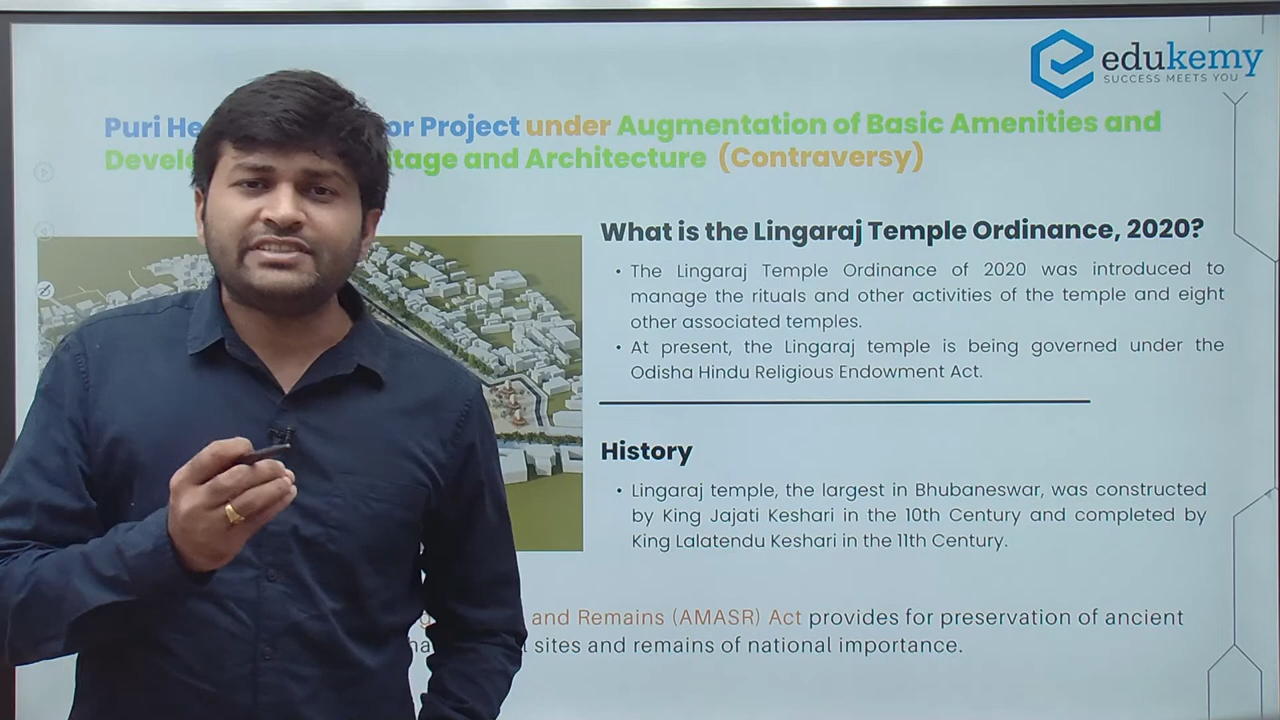 edukemy
SUCCESS MEETS YOU
Puri He or Project under Augmentation of Basic Amenities and
Devel tage and Architecture (Contraversy)
What is the Lingaraj Temple Ordinance, 2020?
• The Lingaraj Temple Ordinance of 2020 was introduced to
manage the rituals and other activities of the temple and eight
other associated temples.
• At present, the Lingaraj temple is being governed under the
Odisha Hindu Religious Endowment Act.
History
• Lingaraj temple, the largest in Bhubaneswar, was constructed
by King Jajati Keshari in the 10th Century and completed by
King Lalatendu Keshari in the 11th Century.
and Remains (AMASR) Act provides for preservation of ancient
sites and remains of national importance.